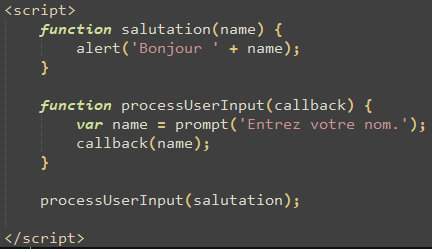 <script>
function salutation(name) {
alert('Bonjour ' + name);
}
function processUserInput(callback) {
var name = prompt('Entrez votre nom.');
callback(name);
}
processUserInput(salutation);
</script>